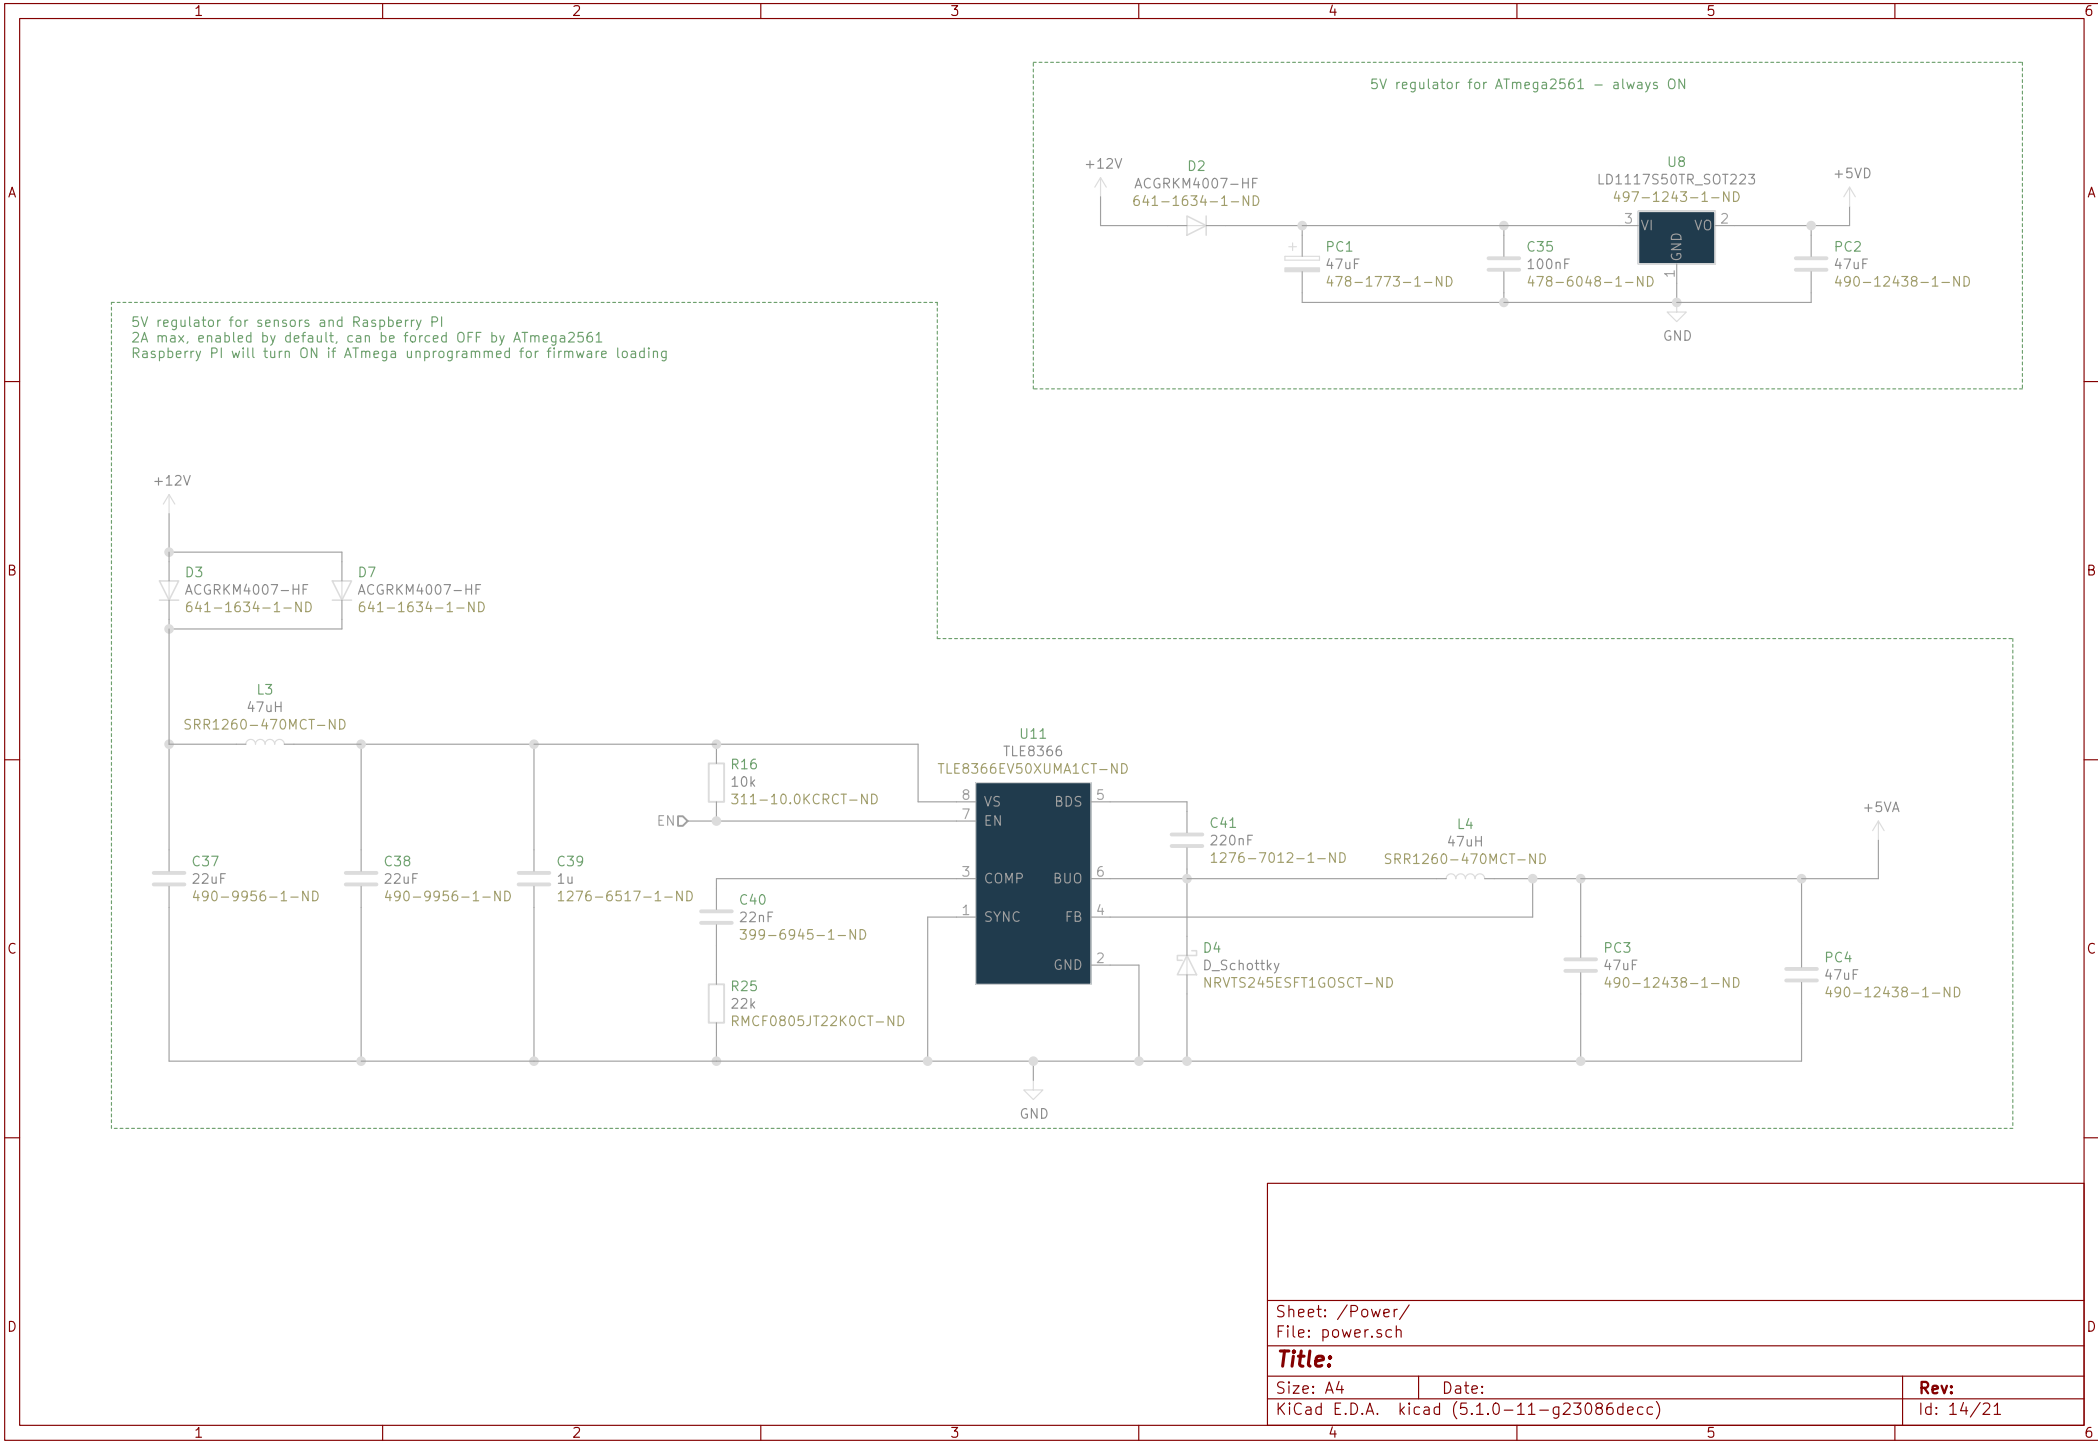 1 2 3 4 5 6
A
B
C
D
5V regulator for ATmega2561 – always ON
+12V
D2
ACGRKM4007-HF
641-1634-1-ND
+
PC1
47uF
478-1773-1-ND
C35
100nF
478-6048-1-ND
U8
LD1117S50TR_SOT223
497-1243-1-ND
3 VI VO 2
GND
1
+5VD
PC2
47uF
490-12438-1-ND
GND
5V regulator for sensors and Raspberry PI
2A max, enabled by default, can be forced OFF by ATmega2561
Raspberry PI will turn ON if ATmega unprogrammed for firmware loading
+12V
D3
ACGRKM4007-HF
641-1634-1-ND
D7
ACGRKM4007-HF
641-1634-1-ND
L3
47uH
SRR1260-470MCT-ND
R16
10k
311-10.0KCRCT-ND
EN
C37
22uF
490-9956-1-ND
C38
22uF
490-9956-1-ND
C39
1u
1276-6517-1-ND
C40
22nF
399-6945-1-ND
R25
22k
RMCF0805JT22K0CT-ND
U11
TLE8366
TLE8366EV50XUMA1CT-ND
8 VS BDS 5
7 EN
3 COMP BUO 6
1 SYNC FB 4
GND 2
C41
220nF
1276-7012-1-ND
L4
47uH
SRR1260-470MCT-ND
+5VA
D4
D_Schottky
NRVTS245ESFT1GOSCT-ND
PC3
47uF
490-12438-1-ND
PC4
47uF
490-12438-1-ND
GND
Sheet: /Power/
File: power.sch
Title:
Size: A4 Date: Rev:
KiCad E.D.A. kicad (5.1.0-11-g23086decc) Id: 14/21
A
B
C
D
1 2 3 4 5 6